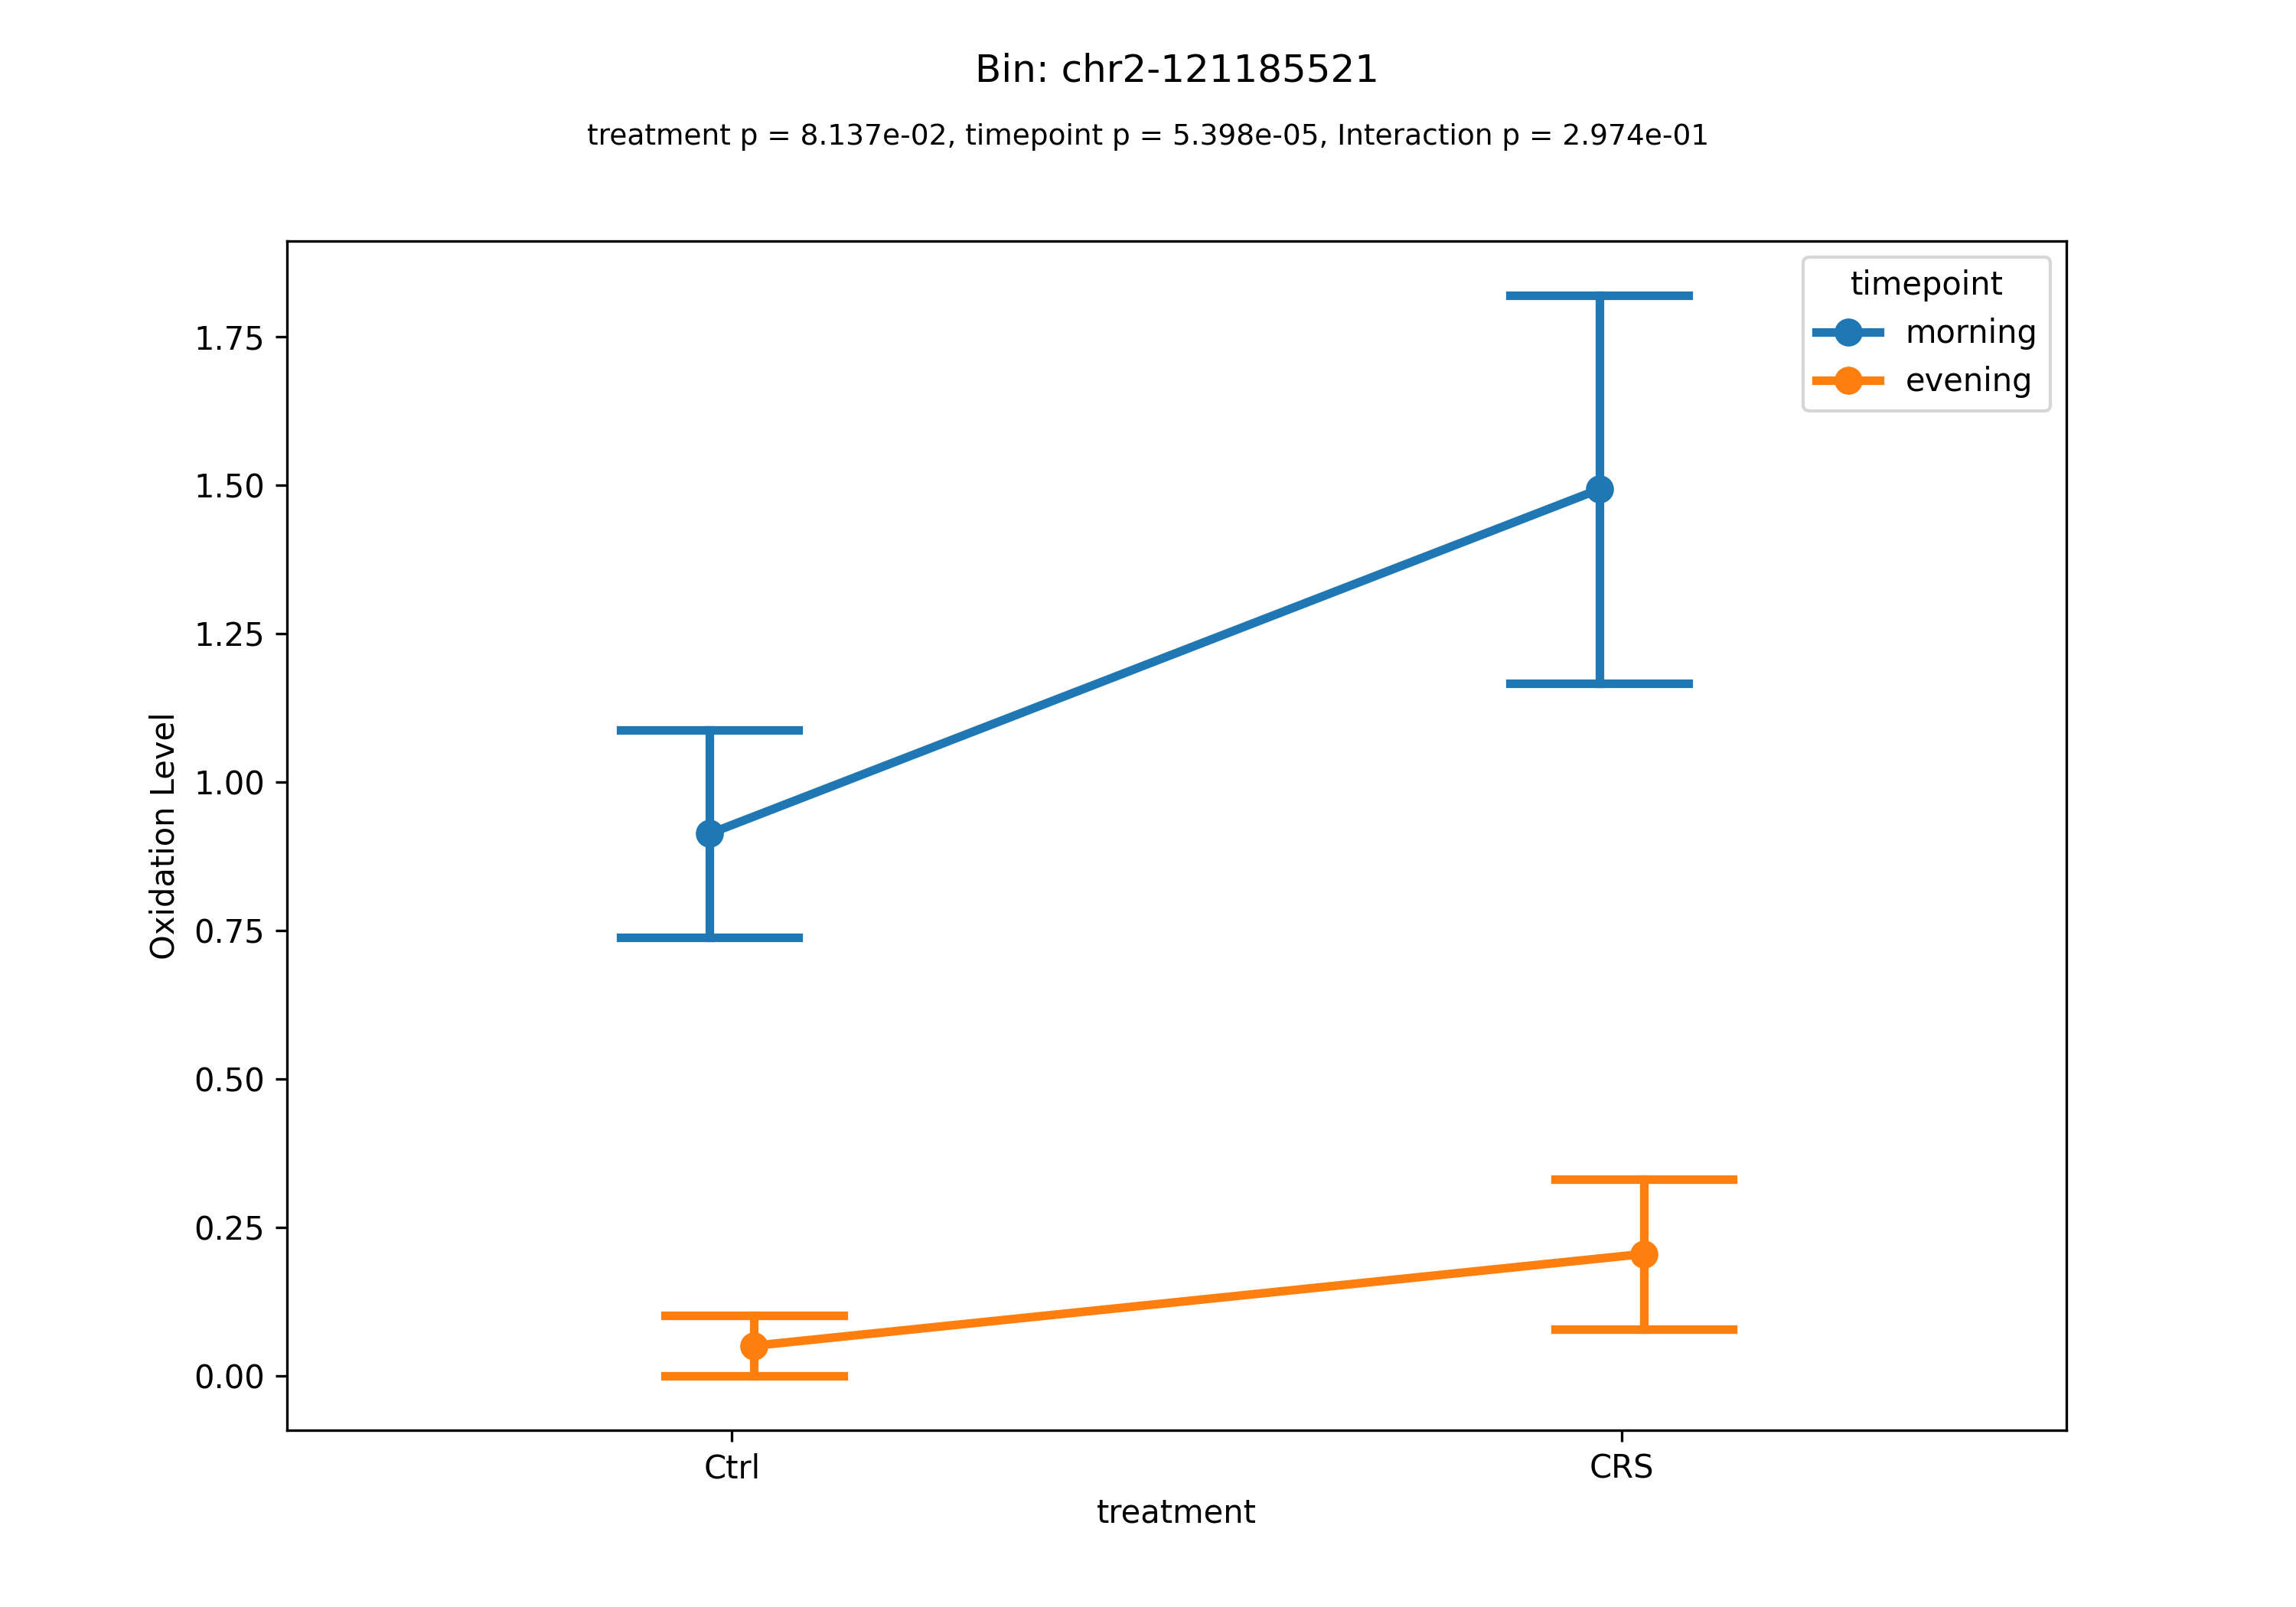 Bin: chr2-121185521
treatment p = 8.137e-02, timepoint p = 5.398e-05, Interaction p = 2.974e-01
timepoint
morning
evening
Oxidation Level
1.75
1.50
1.25
1.00
0.75
0.50
0.25
0.00
Ctrl
CRS
treatment